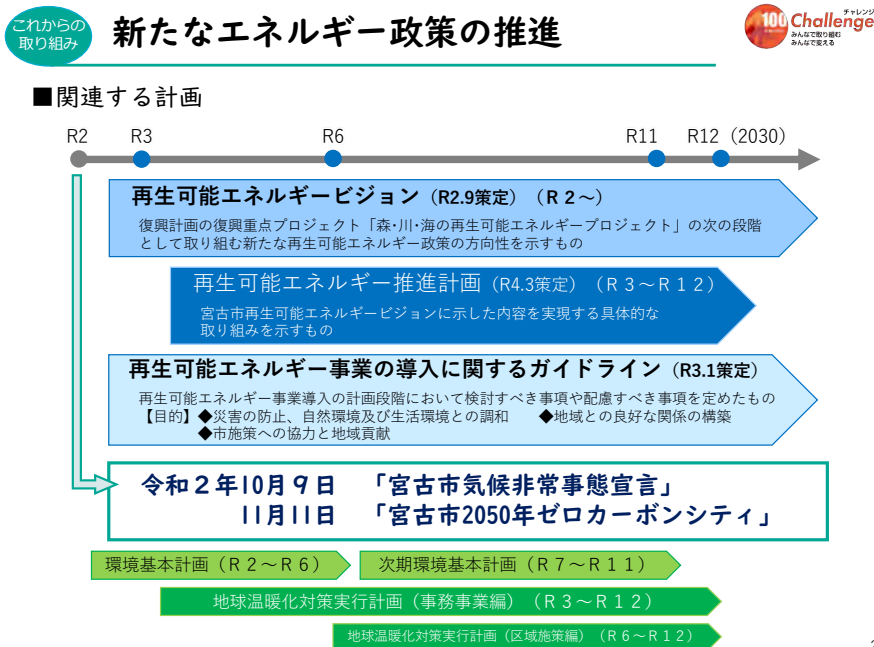 これからの
取り組み
新たなエネルギー政策の推進
チャレンジ
100 Challenge
みんなで取り組む
みんなで変える
■関連する計画
R2 R3 R6 R11 R12（2030）
再生可能エネルギービジョン（R2.9策定）（Ｒ２～）
復興計画の復興重点プロジェクト「森・川・海の再生可能エネルギープロジェクト」の次の段階
として取り組む新たな再生可能エネルギー政策の方向性を示すもの
再生可能エネルギー推進計画（R4.3策定）（Ｒ３～Ｒ１２）
宮古市再生可能エネルギービジョンに示した内容を実現する具体的な
取り組みを示すもの
再生可能エネルギー事業の導入に関するガイドライン（R3.1策定）
再生可能エネルギー事業導入の計画段階において検討すべき事項や配慮すべき事項を定めたもの
【目的】◆災害の防止、自然環境及び生活環境との調和 ◆地域との良好な関係の構築
◆市施策への協力と地域貢献
令和２年10月９日 「宮古市気候非常事態宣言」
11月11日 「宮古市2050年ゼロカーボンシティ」
環境基本計画（Ｒ２～Ｒ６） 次期環境基本計画（Ｒ７～Ｒ１１）
地球温暖化対策実行計画（事務事業編）（Ｒ３～Ｒ１２）
地球温暖化対策実行計画（区域施策編）（Ｒ６～Ｒ１２）